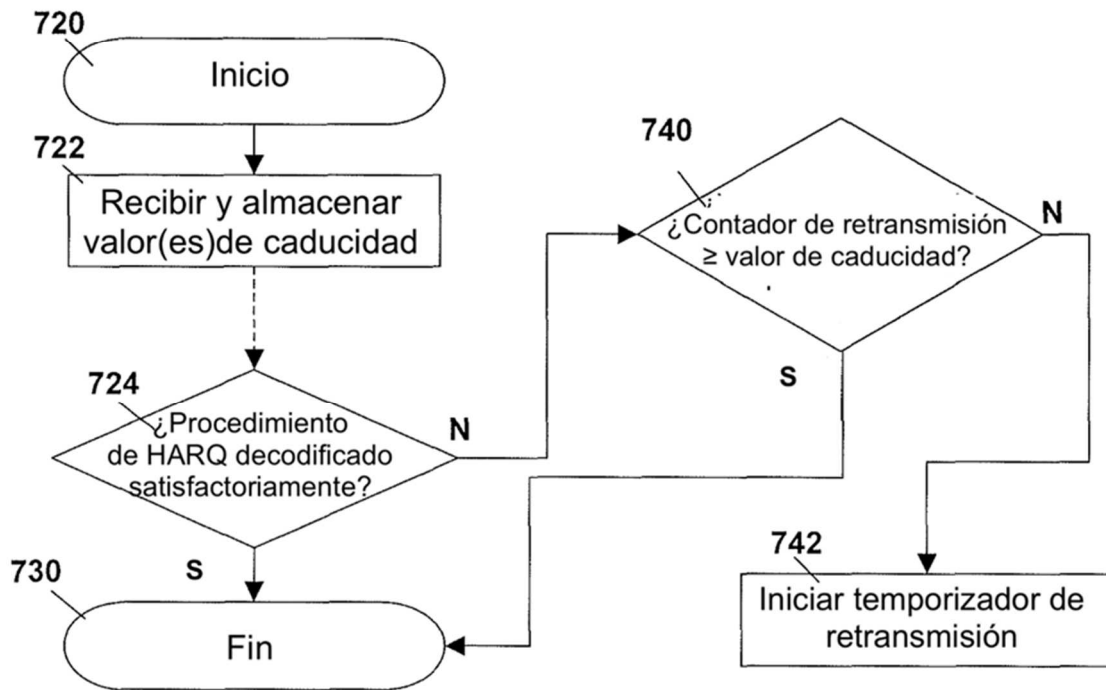 720
Inicio
722
Recibir y almacenar
valor(es)de caducidad
724
¿Procedimiento
de HARQ decodificado
satisfactoriamente?
N
S
730
Fin
740
¿Contador de retransmisión
≥ valor de caducidad?
N
S
742
Iniciar temporizador de
retransmisión